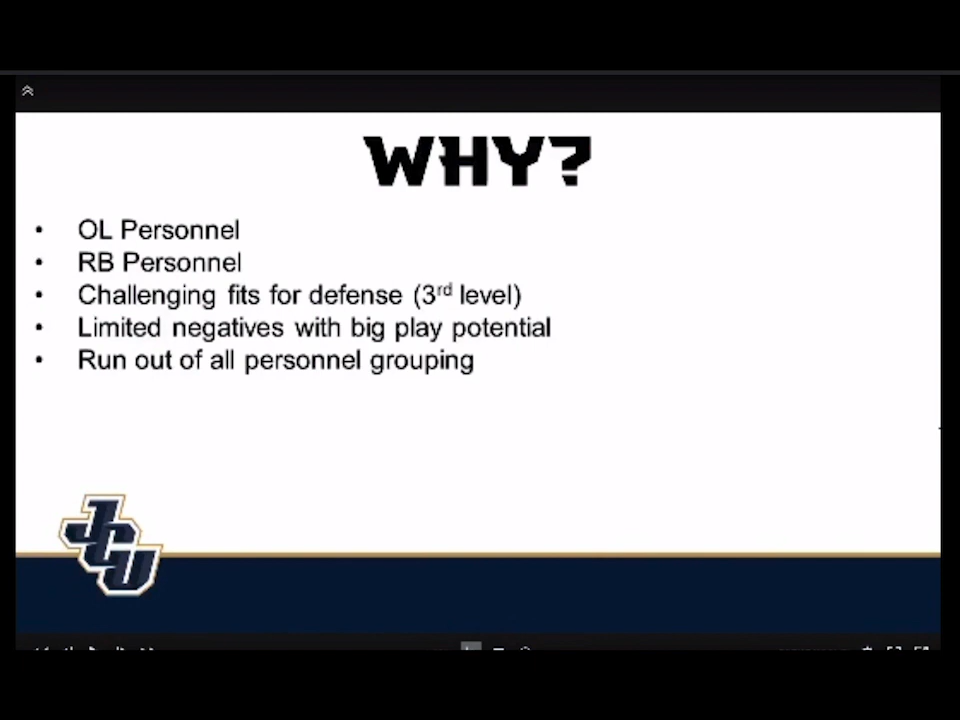 WHY?
• OL Personnel
• RB Personnel
• Challenging fits for defense (3rd level)
• Limited negatives with big play potential
• Run out of all personnel grouping
JCU